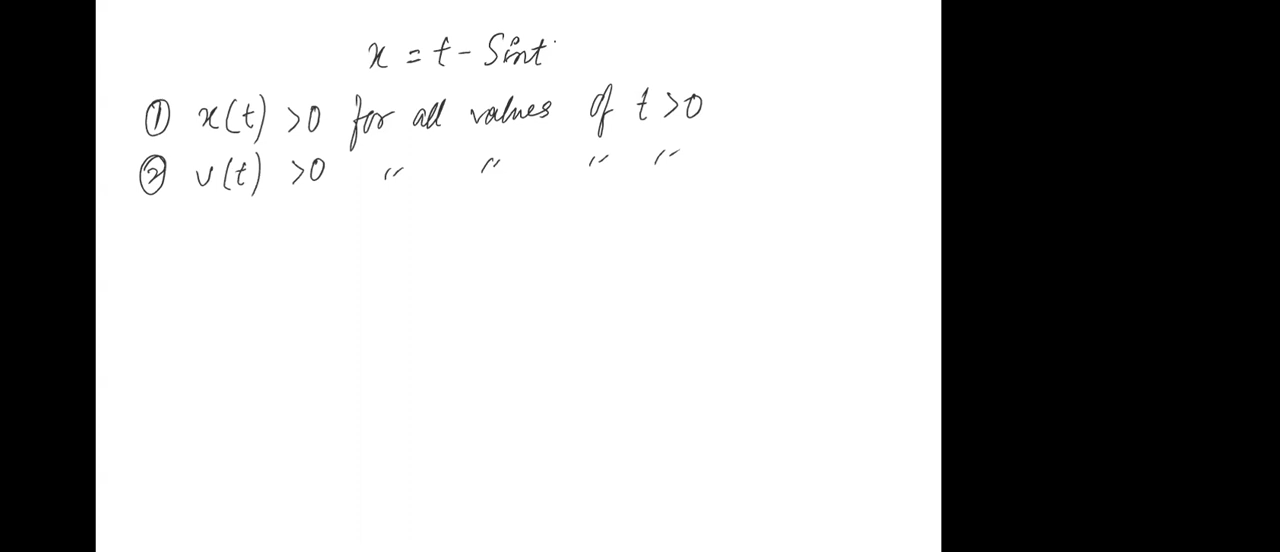 x = t - Sint
① x(t) >0 for all values of t >0
② v(t) >0 " " " "